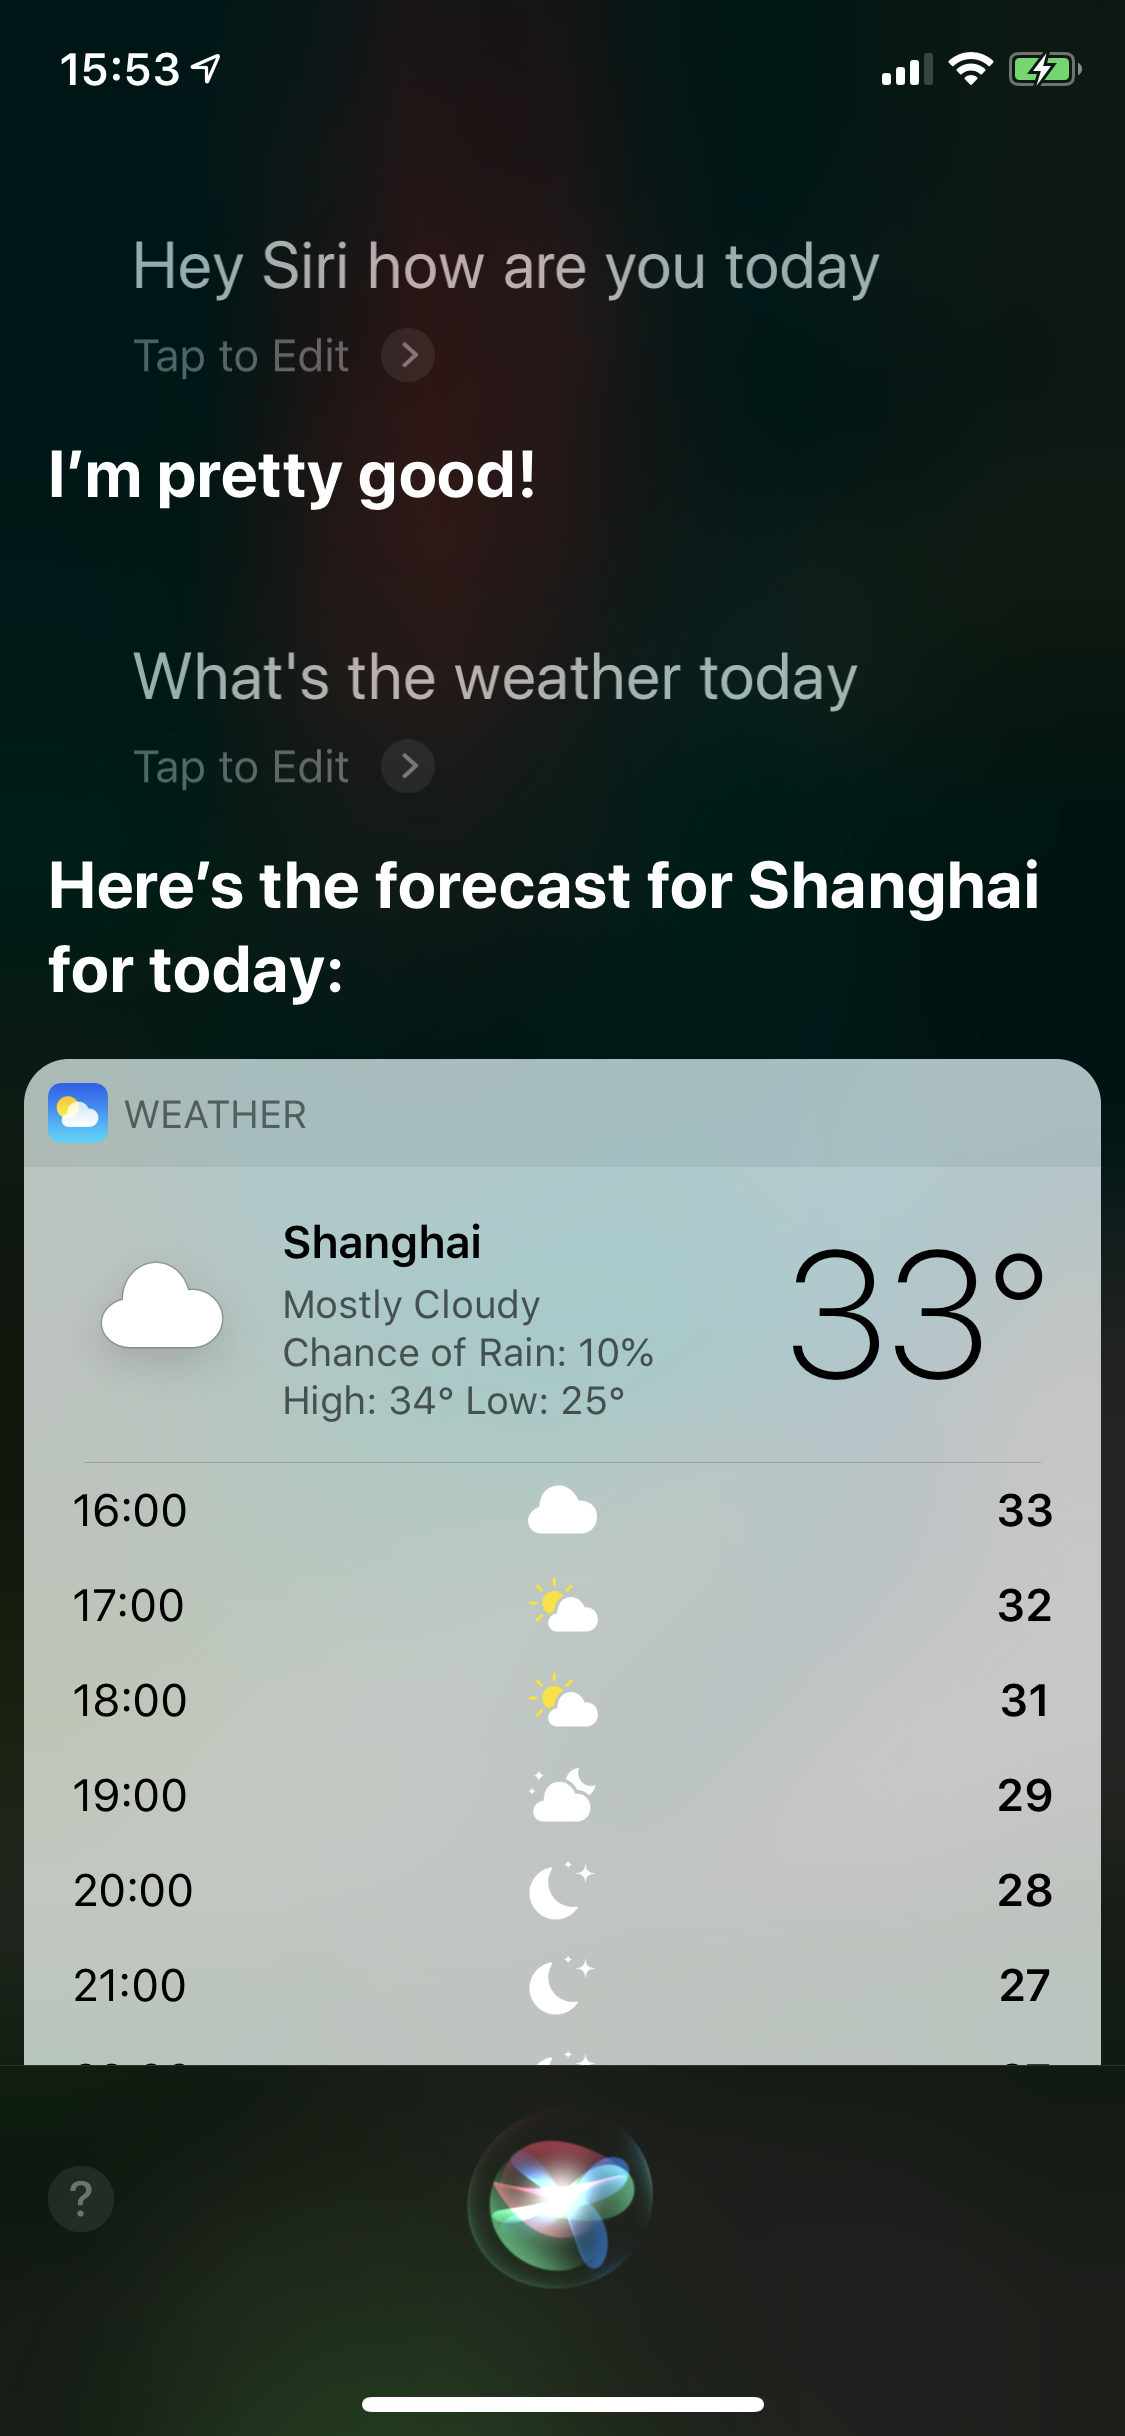 15:53
Hey Siri how are you today
Tap to Edit
I’m pretty good!
What's the weather today
Tap to Edit
Here’s the forecast for Shanghai
for today:
WEATHER
Shanghai
Mostly Cloudy
Chance of Rain: 10%
High: 34° Low: 25°
33°
16:00 33
17:00 32
18:00 31
19:00 29
20:00 28
21:00 27
?